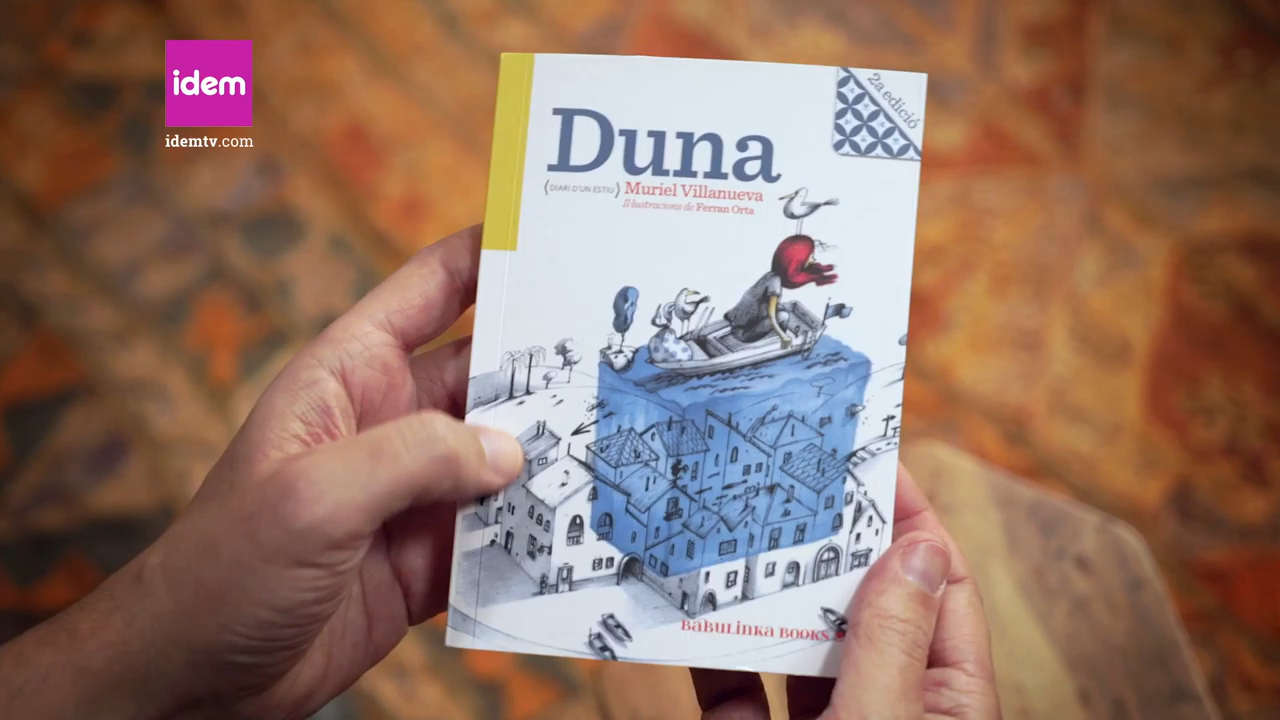 idem
idemtv.com
2a edició
Duna
{DIARI D'UN ESTIU} Muriel Villanueva
Il·lustracions de Ferran Orta
BABULINKA BOOKS